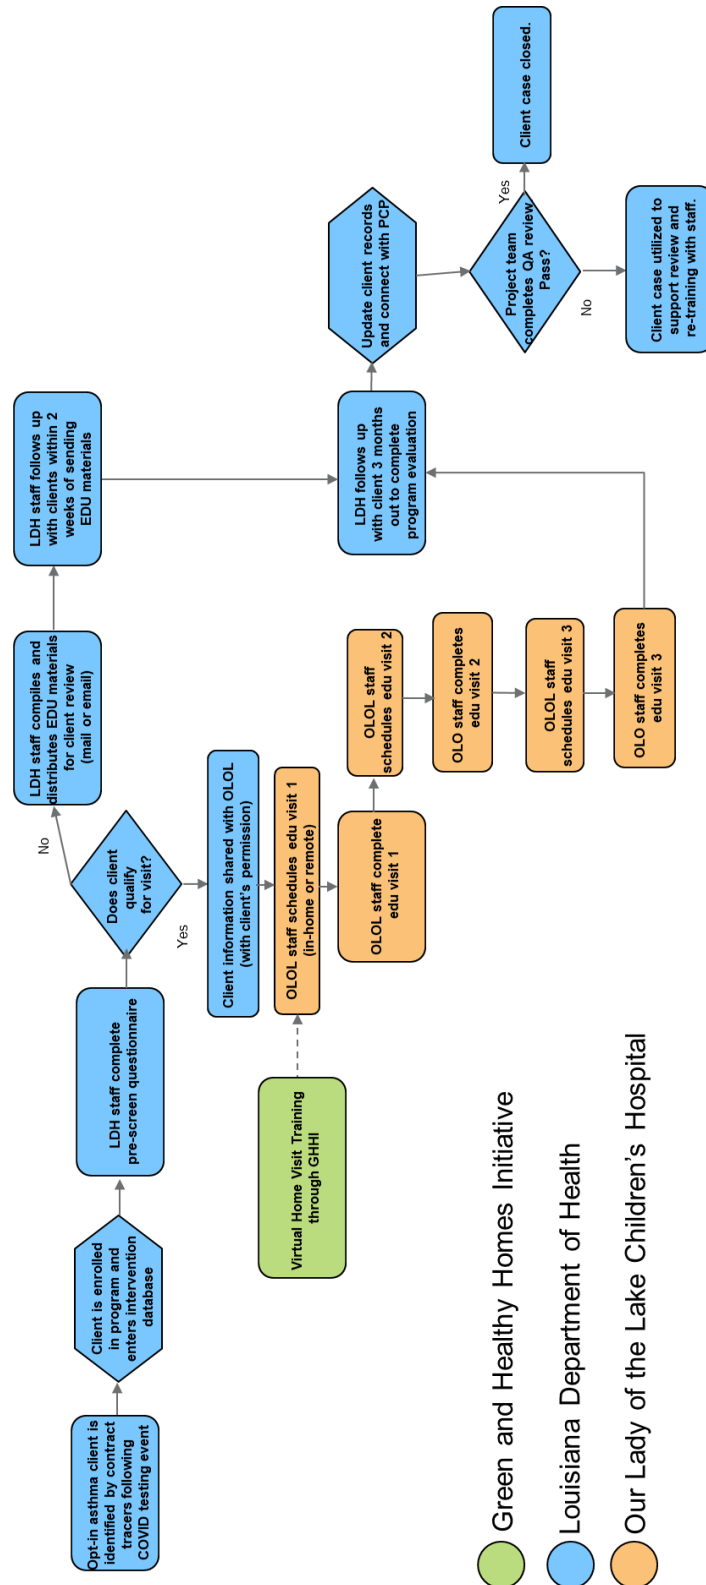 Opt-in asthma client is
identified by contract
tracers following
COVID testing event
Client is enrolled
in program and
enters intervention
database
LDH staff complete
pre-screen questionnaire
Does client
qualify
for visit?
No
LDH staff compiles and
distributes EDU materials
for client review
(mail or email)
LDH staff follows up
with clients within 2
weeks of sending
EDU materials
Yes
Client information shared with OLOL
(with client's permission)
Virtual Home Visit Training
through GHHI
OLOL staff schedules edu visit 1
(in-home or remote)
OLOL staff complete
edu visit 1
OLOL staff
schedules edu visit 2
OLO staff completes
edu visit 2
OLOL staff
schedules edu visit 3
OLO staff completes
edu visit 3
LDH follows up
with client 3 months
out to complete
program evaluation
Update client records
and connect with PCP
Project team
completes QA review.
Pass?
Yes
Client case closed.
No
Client case utilized to
support review and
re-training with staff.
Green and Healthy Homes Initiative
Louisiana Department of Health
Our Lady of the Lake Children's Hospital